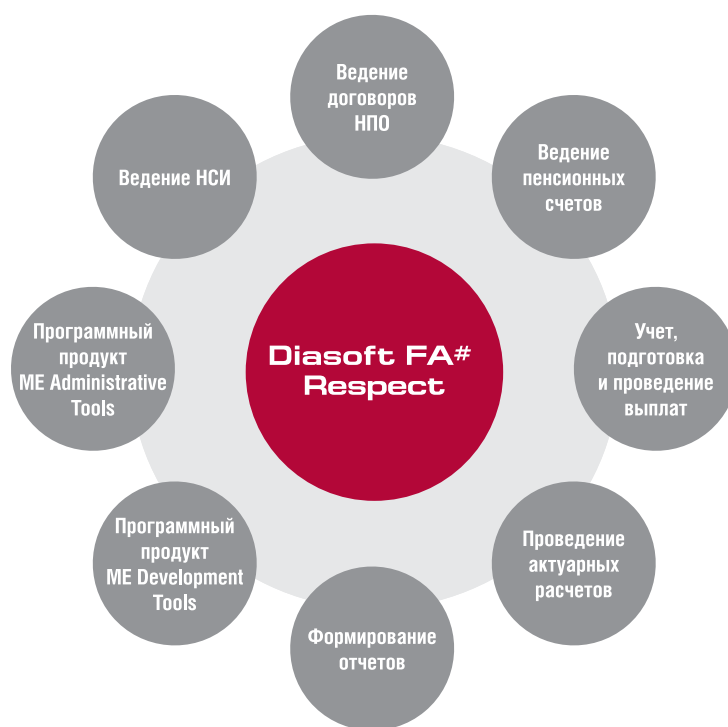 Ведение
договоров
НПО
Ведение
пенсионных
счетов
Учет,
подготовка
и проведение
выплат
Проведение
актуарных
расчетов
Формирование
отчетов
Программный
продукт
ME Development
Tools
Программный
продукт
ME Administrative
Tools
Ведение НСИ
Diasoft FA#
Respect